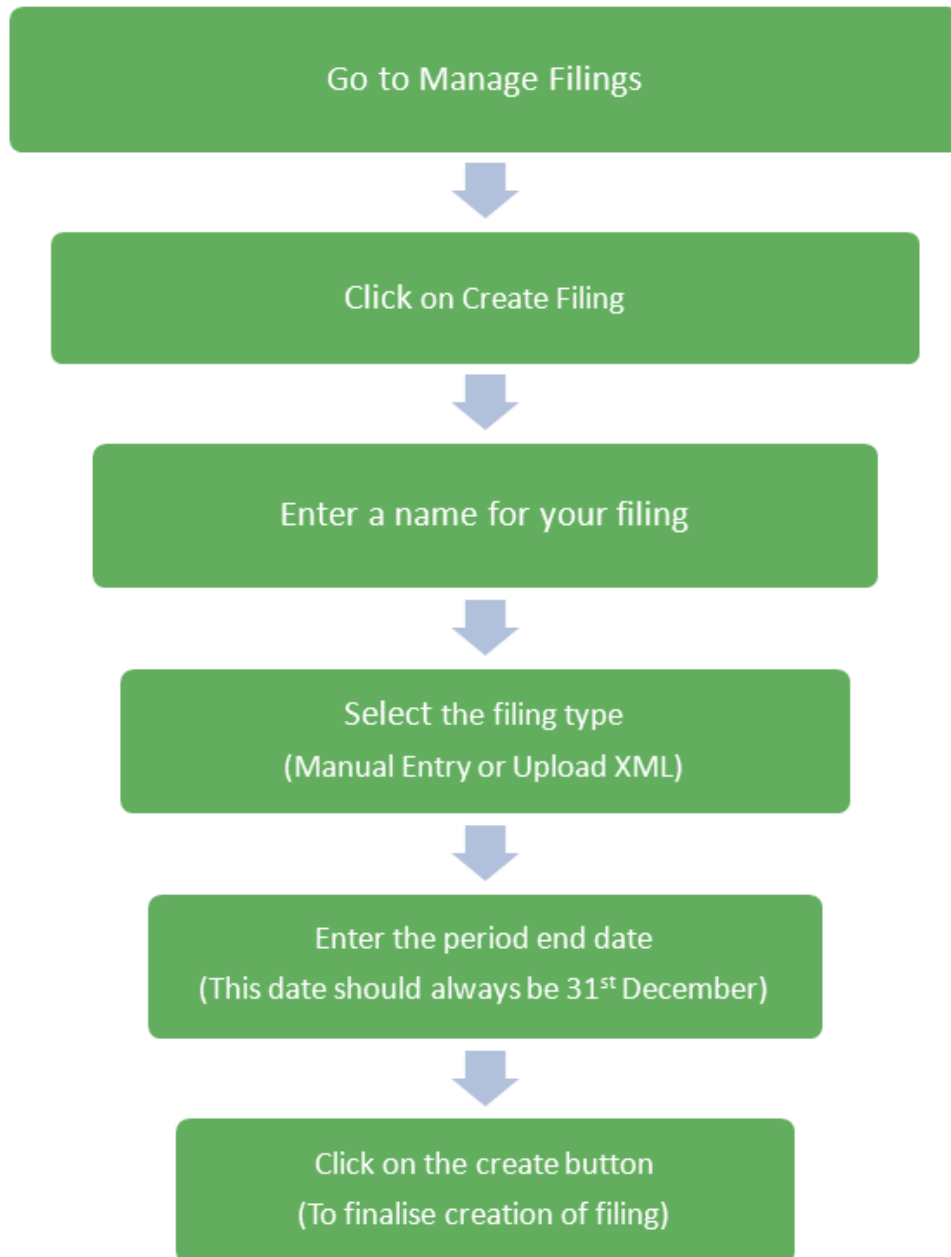 Go to Manage Filings
Click on Create Filing
Enter a name for your filing
Select the filing type
(Manual Entry or Upload XML)
Enter the period end date
(This date should always be 31st December)
Click on the create button
(To finalise creation of filing)